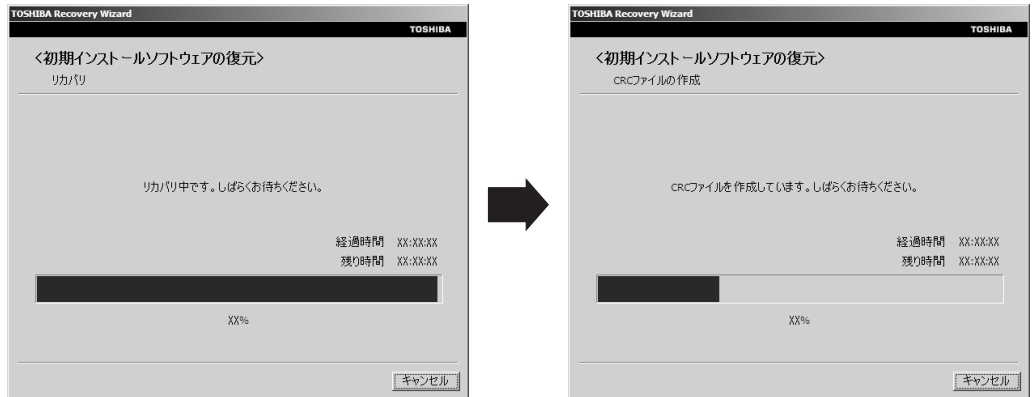 TOSHIBA Recovery Wizard
TOSHIBA
<初期インストールソフトウェアの復元>
リカバリ
リカバリ中です。しばらくお待ちください。
経過時間 XX:XX:XX
残り時間 XX:XX:XX
XX%
キャンセル
TOSHIBA Recovery Wizard
TOSHIBA
<初期インストールソフトウェアの復元>
CRCファイルの作成
CRCファイルを作成しています。しばらくお待ちください。
経過時間 XX:XX:XX
残り時間 XX:XX:XX
XX%
キャンセル